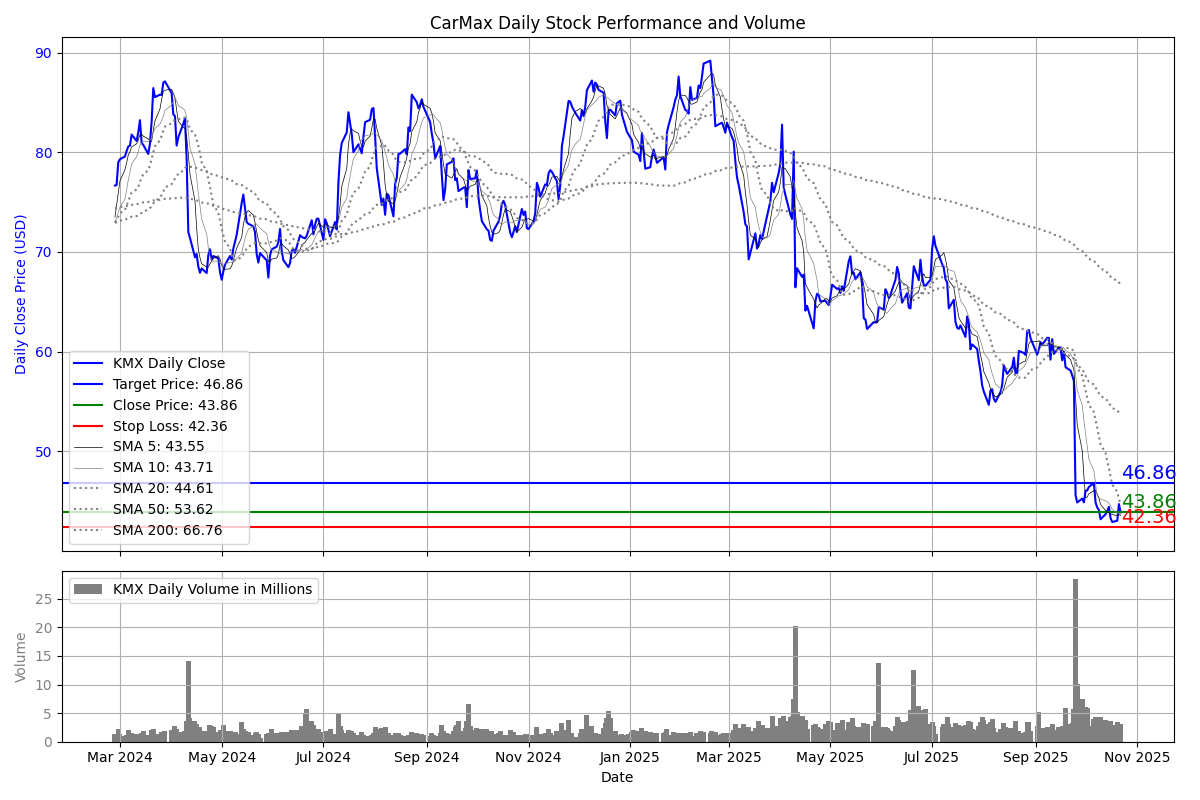 CarMax Daily Stock Performance and Volume
90
80
70
60
50
Daily Close Price (USD)
KMX Daily Close
Target Price: 46.86
Close Price: 43.86
Stop Loss: 42.36
SMA 5: 43.55
SMA 10: 43.71
SMA 20: 44.61
SMA 50: 53.62
SMA 200: 66.76
46.86
43.86
42.36
KMX Daily Volume in Millions
25
20
15
10
5
0
Volume
Mar 2024 May 2024 Jul 2024 Sep 2024 Nov 2024 Jan 2025 Mar 2025 May 2025 Jul 2025 Sep 2025 Nov 2025
Date